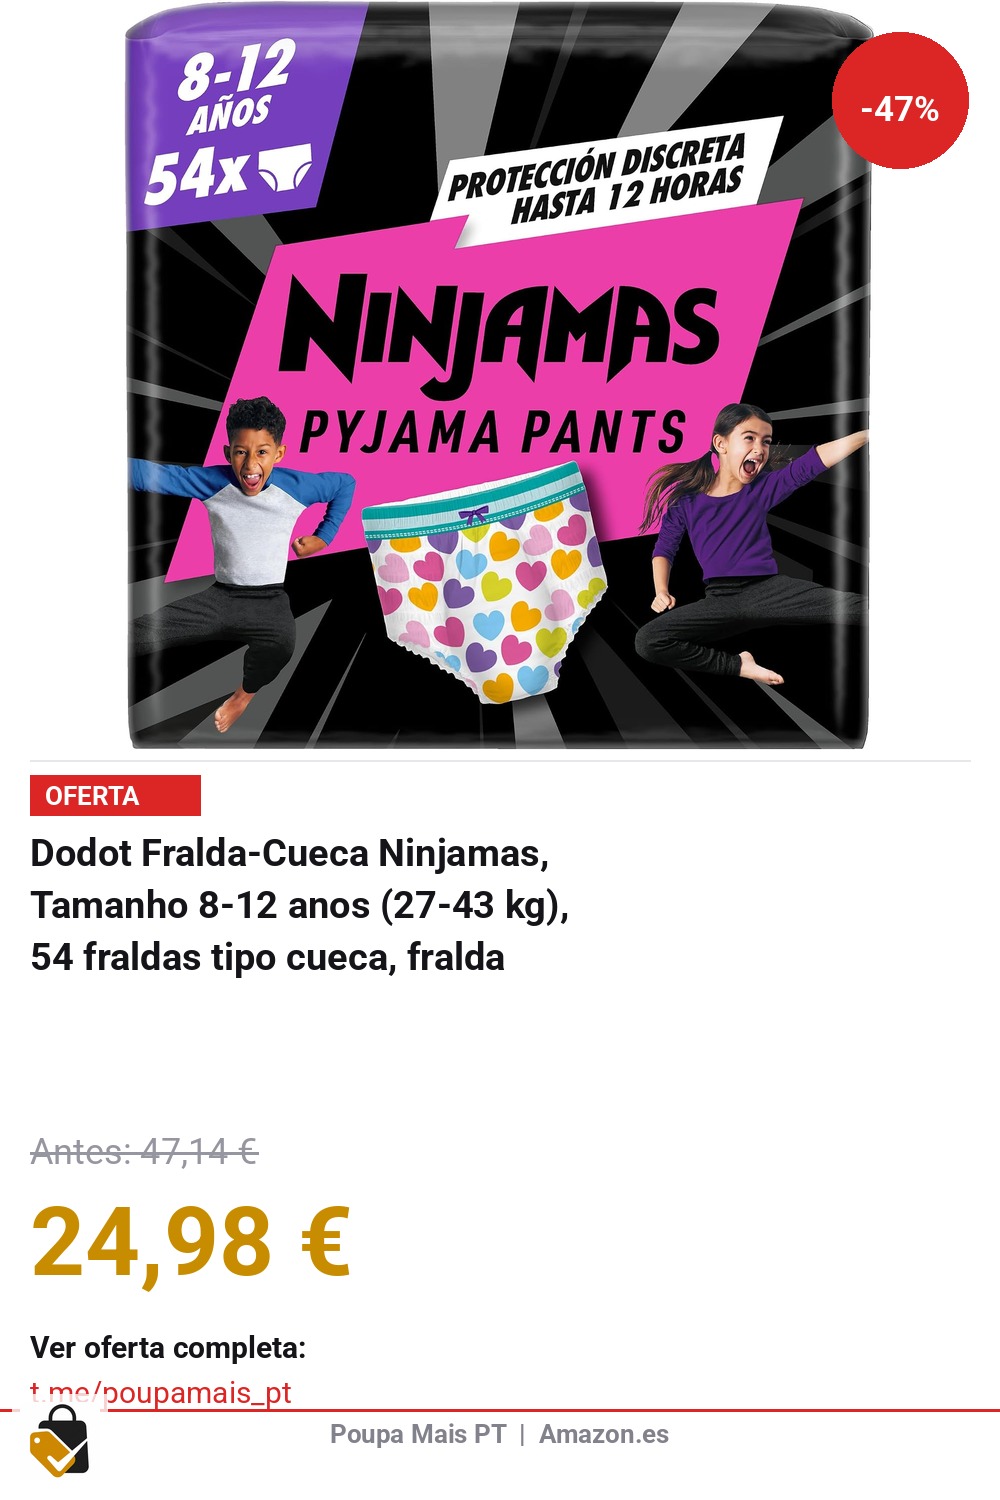 8-12
AÑOS
54x
-47%
PROTECCIÓN DISCRETA
HASTA 12 HORAS
NINJAMAS
PYJAMA PANTS
OFERTA
Dodot Fralda-Cueca Ninjamas,
Tamanho 8-12 anos (27-43 kg),
54 fraldas tipo cueca, fralda
Antes: 47,14 €
24,98 €
Ver oferta completa:
t.me/poupamais_pt
Poupa Mais PT | Amazon.es